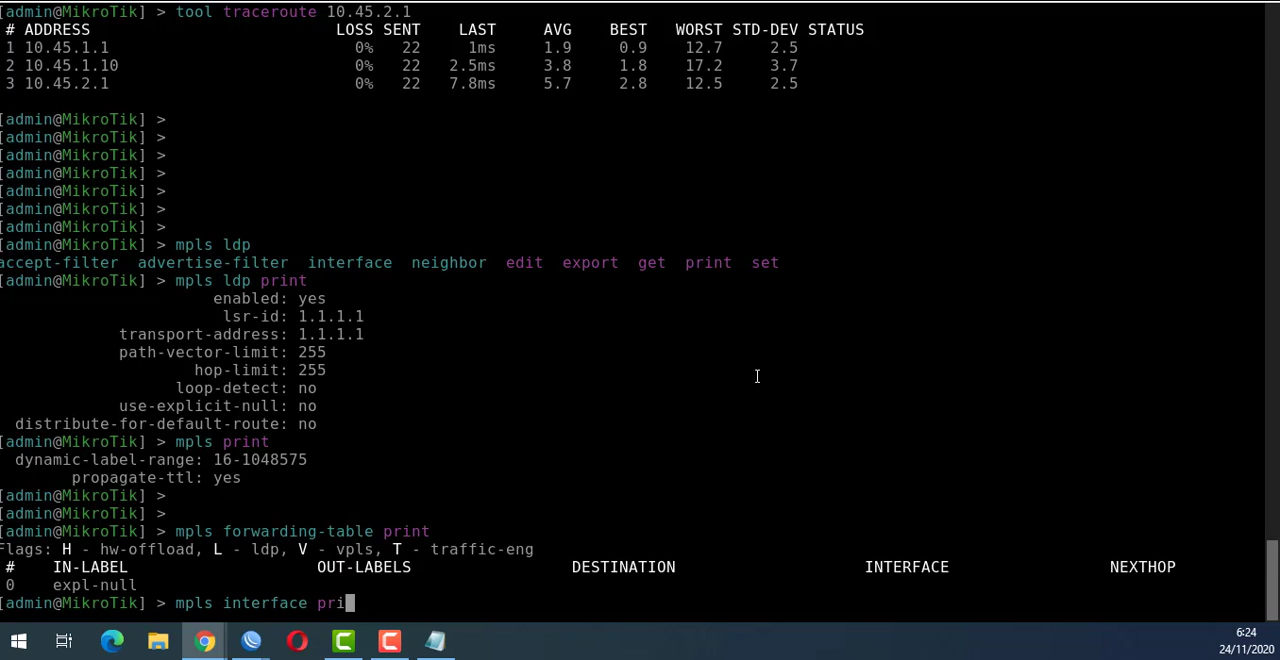 [admin@MikroTik] > tool traceroute 10.45.2.1
# ADDRESS LOSS SENT LAST AVG BEST WORST STD-DEV STATUS
1 10.45.1.1 0% 22 1ms 1.9 0.9 12.7 2.5
2 10.45.1.10 0% 22 2.5ms 3.8 1.8 17.2 3.7
3 10.45.2.1 0% 22 7.8ms 5.7 2.8 12.5 2.5
[admin@MikroTik] >
[admin@MikroTik] >
[admin@MikroTik] >
[admin@MikroTik] >
[admin@MikroTik] >
[admin@MikroTik] >
[admin@MikroTik] >
[admin@MikroTik] > mpls ldp
accept-filter advertise-filter interface neighbor edit export get print set
[admin@MikroTik] > mpls ldp print
enabled: yes
lsr-id: 1.1.1.1
transport-address: 1.1.1.1
path-vector-limit: 255
hop-limit: 255
loop-detect: no
use-explicit-null: no
distribute-for-default-route: no
[admin@MikroTik] > mpls print
dynamic-label-range: 16-1048575
propagate-ttl: yes
[admin@MikroTik] >
[admin@MikroTik] >
[admin@MikroTik] > mpls forwarding-table print
Flags: H - hw-offload, L - ldp, V - vpls, T - traffic-eng
# IN-LABEL OUT-LABELS DESTINATION INTERFACE NEXTHOP
0 expl-null
[admin@MikroTik] > mpls interface pri
6:24
24/11/2020